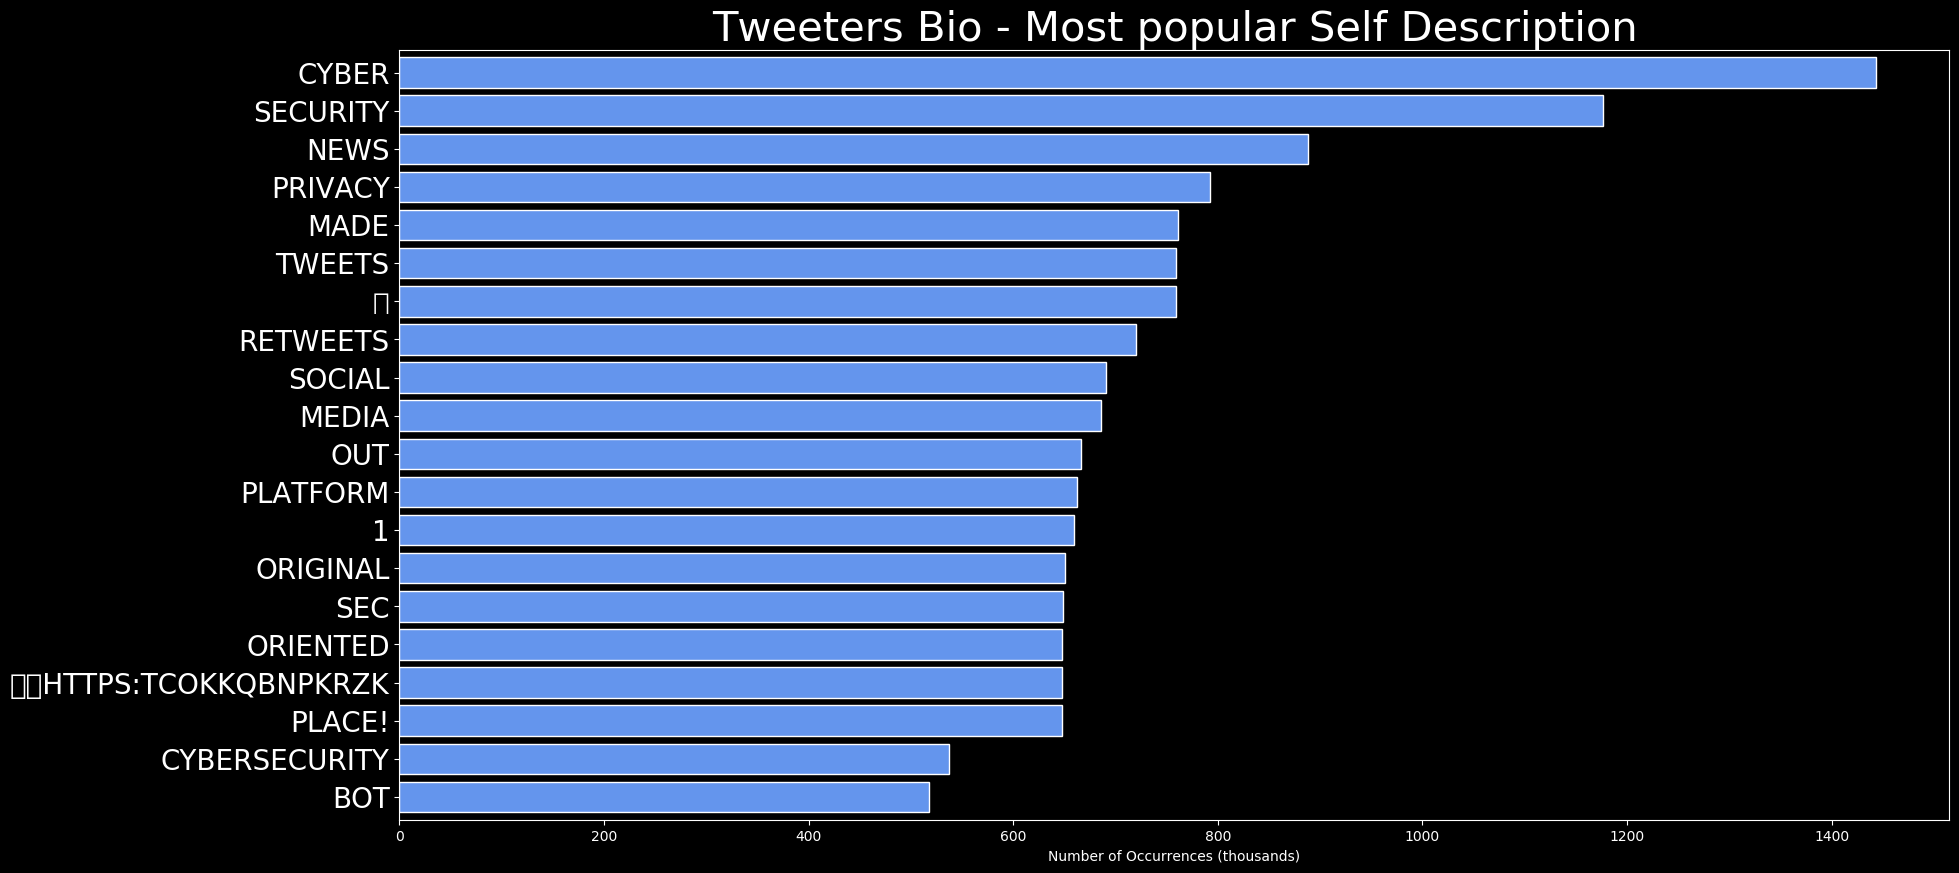 Tweeters Bio - Most popular Self Description
CYBER
SECURITY
NEWS
PRIVACY
MADE
TWEETS
RETWEETS
SOCIAL
MEDIA
OUT
PLATFORM
1
ORIGINAL
SEC
ORIENTED
HTTPS:TCOKKQBNPKRZK
PLACE!
CYBERSECURITY
BOT
0 200 400 600 800 1000 1200 1400
Number of Occurrences (thousands)